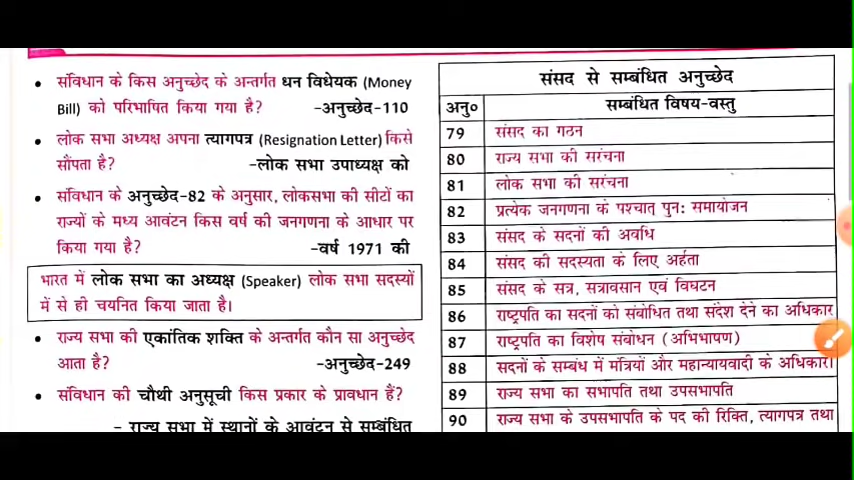 • संविधान के किस अनुच्छेद के अन्तर्गत धन विधेयक (Money
Bill) को परिभाषित किया गया है? -अनुच्छेद-110
• लोक सभा अध्यक्ष अपना त्यागपत्र (Resignation Letter) किसे
सौंपता है? -लोक सभा उपाध्यक्ष को
• संविधान के अनुच्छेद-82 के अनुसार, लोकसभा की सीटों का
राज्यों के मध्य आवंटन किस वर्ष की जनगणना के आधार पर
किया गया है? -वर्ष 1971 की
भारत में लोक सभा का अध्यक्ष (Speaker) लोक सभा सदस्यों
में से ही चयनित किया जाता है।
• राज्य सभा की एकांतिक शक्ति के अन्तर्गत कौन सा अनुच्छेद
आता है? -अनुच्छेद-249
• संविधान की चौथी अनुसूची किस प्रकार के प्रावधान हैं?
- राज्य सभा में स्थानों के आवंटन से सम्बंधित
संसद से सम्बंधित अनुच्छेद
अनु० सम्बंधित विषय-वस्तु
79 संसद का गठन
80 राज्य सभा की सरंचना
81 लोक सभा की सरंचना
82 प्रत्येक जनगणना के पश्चात् पुनः समायोजन
83 संसद के सदनों की अवधि
84 संसद की सदस्यता के लिए अर्हता
85 संसद के सत्र, सत्रावसान एवं विघटन
86 राष्ट्रपति का सदनों को संबोधित तथा संदेश देने का अधिकार
87 राष्ट्रपति का विशेष संबोधन (अभिभाषण)
88 सदनों के सम्बंध में मंत्रियों और महान्यायवादी के अधिकार।
89 राज्य सभा का सभापति तथा उपसभापति
90 राज्य सभा के उपसभापति के पद की रिक्ति, त्यागपत्र तथा